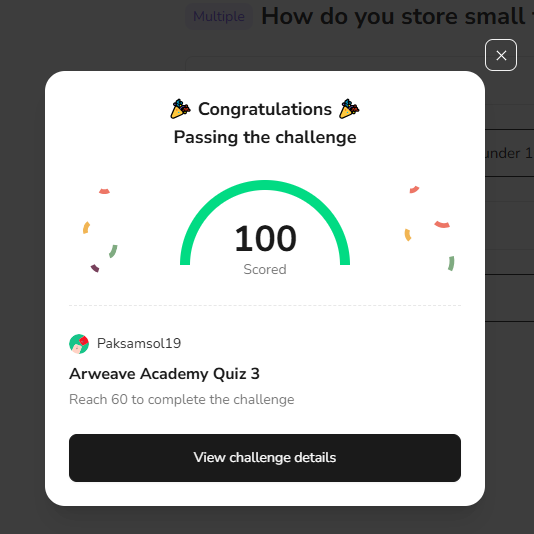 Multiple How do you store small
Congratulations
Passing the challenge
under 1
100
Scored
Paksamsol19
Arweave Academy Quiz 3
Reach 60 to complete the challenge
View challenge details